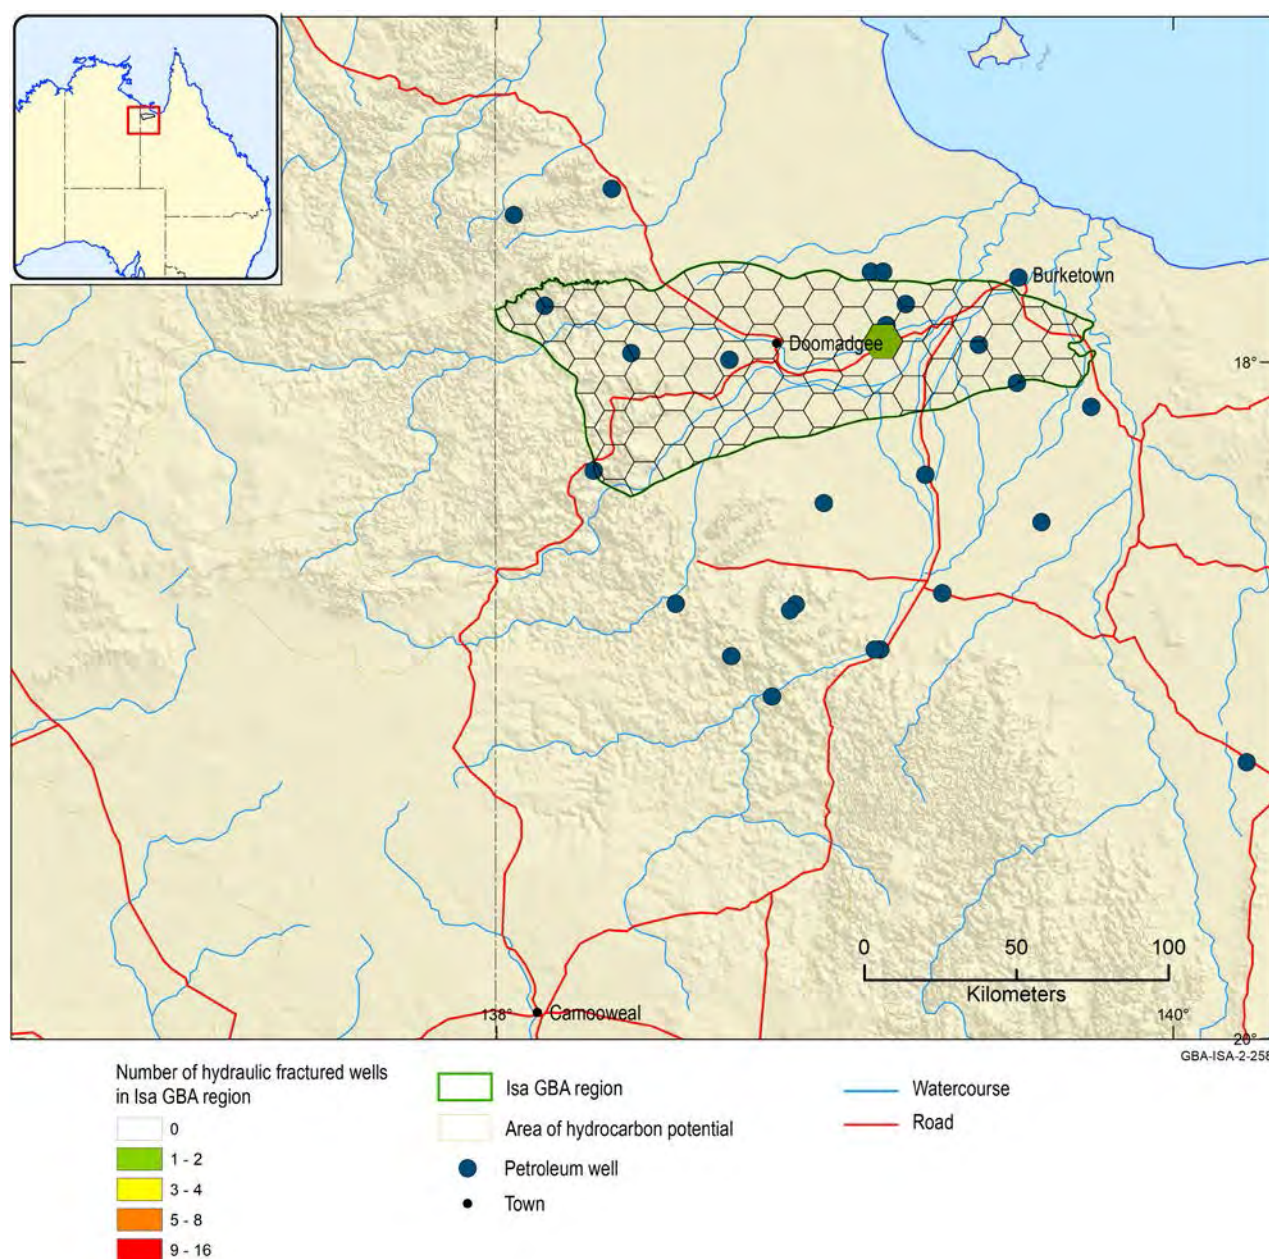 Burketown
Doomadgee
18°
0 50 100
Kilometers
138°
Camooweal
140°
20°
GBA-ISA-2-258
Number of hydraulic fractured wells
in Isa GBA region
0
1 - 2
3 - 4
5 - 8
9 - 16
Isa GBA region
Area of hydrocarbon potential
Petroleum well
Town
Watercourse
Road